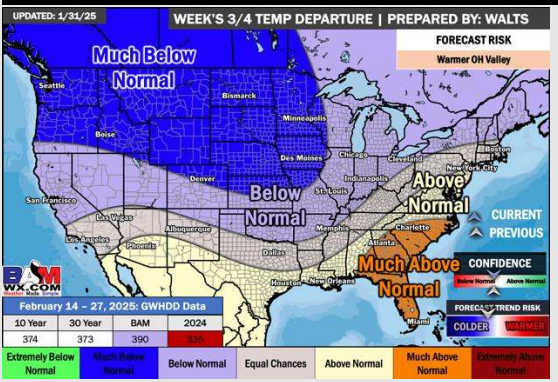 UPDATED: 1/31/25
WEEK'S 3/4 TEMP DEPARTURE | PREPARED BY: WALTS
FORECAST RISK
Warmer OH Valley
Much Below
Normal
Seattle
Bismarck
Minneapolis
Boise
Boston
Des Moines
Chicago
Cleveland
New York City
Denver
Indianapolis
St. Louis
Below
Normal
Above
Normal
San Francisco
Las Vegas
CURRENT
PREVIOUS
Los Angeles
Albuquerque
Memphis
Charlotte
Phoenix
Dallas
Atlanta
Much Above
Normal
CONFIDENCE
Below Normal
Above Normal
Houston
New Orleans
Miami
FORECAST TREND RISK
COLDER
WARMER
BAM
WX.COM
Weather Made Simple
February 14 – 27, 2025: GWHDD Data
10 Year 30 Year BAM 2024
374 373 390 335
Extremely Below Normal
Much Below Normal
Below Normal
Equal Chances
Above Normal
Much Above Normal
Extremely Above Normal